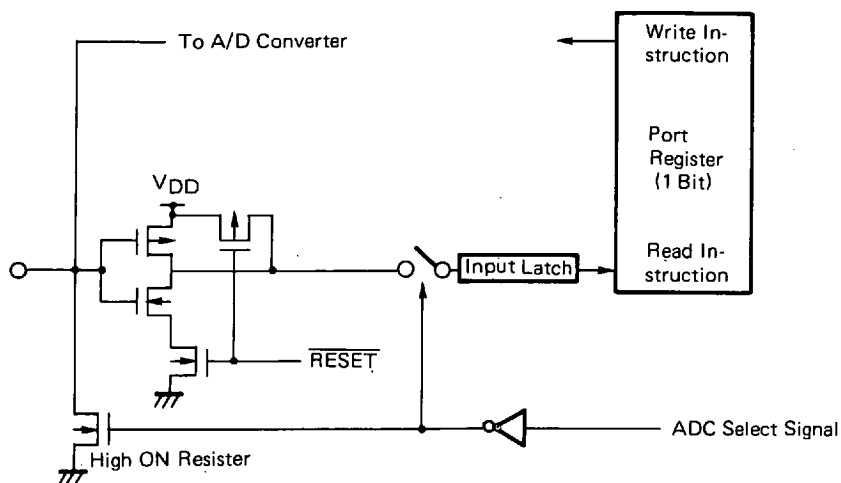 To A/D Converter
Write In-
struction
Port
Register
(1 Bit)
Read In-
struction
VDD
Input Latch
RESET
ADC Select Signal
High ON Resister